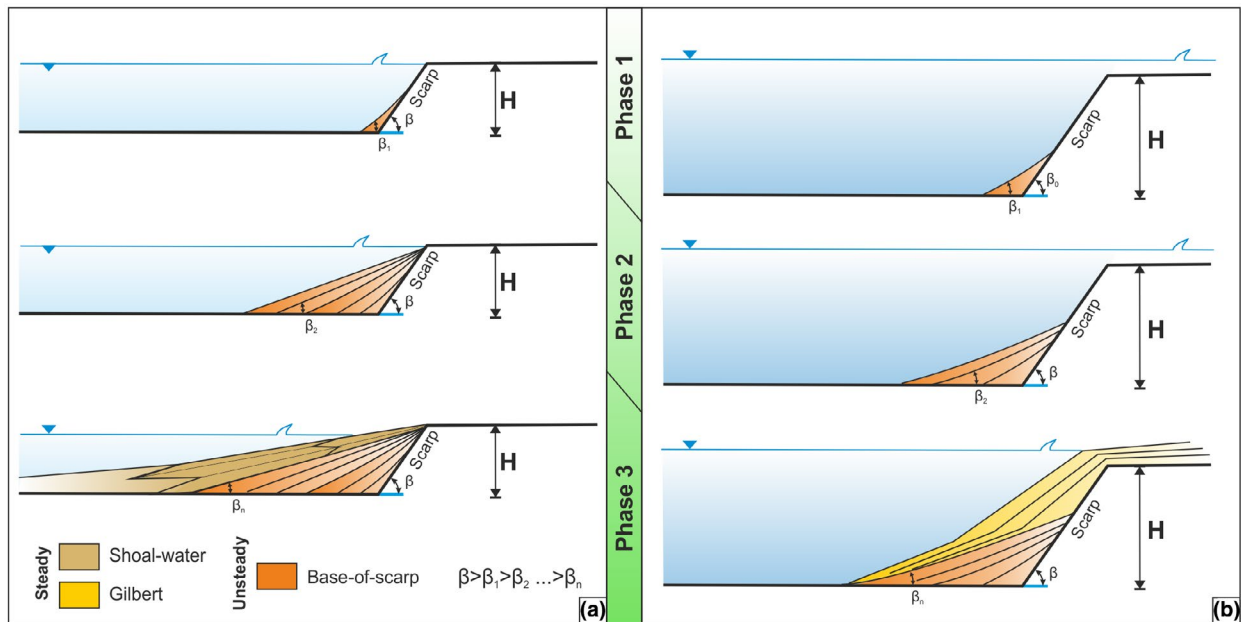 Scarp
H
β
β₁
Scarp
H
β
β₂
Scarp
H
β
βₙ
Steady
Shoal-water
Gilbert
Unsteady
Base-of-scarp
β>β₁>β₂ ...>βₙ
(a)
Phase 1
Phase 2
Phase 3
Scarp
H
β₀
β₁
Scarp
H
β
β₂
Scarp
H
β
βₙ
(b)